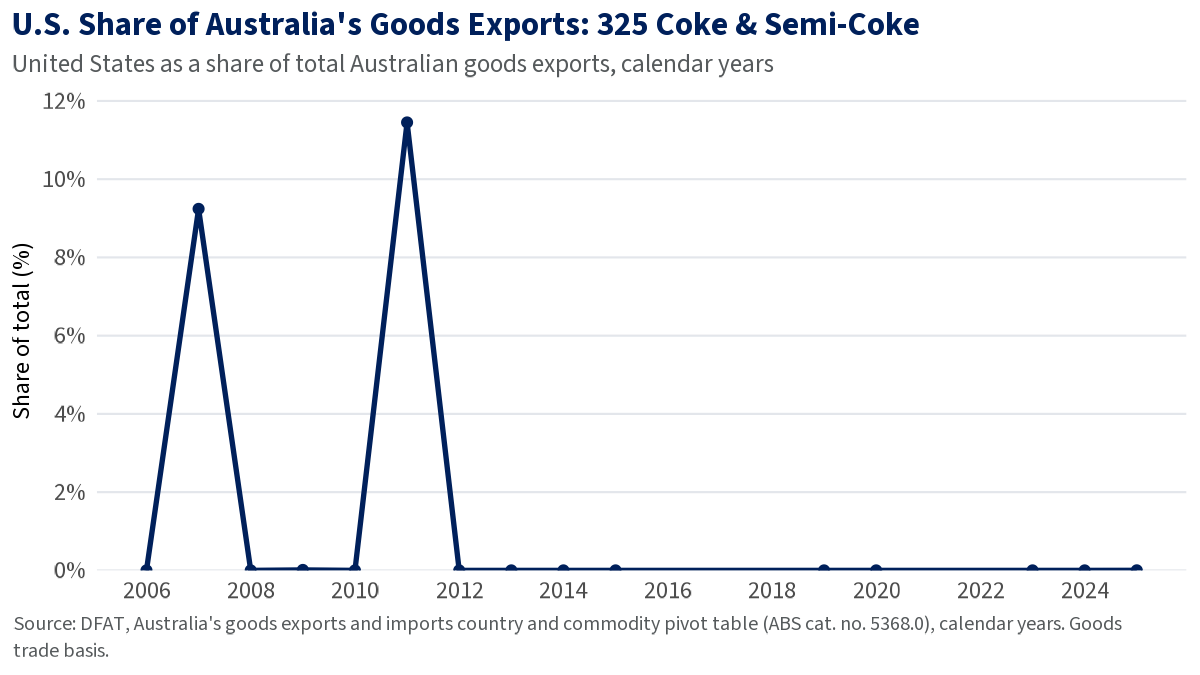 U.S. Share of Australia's Goods Exports: 325 Coke & Semi-Coke
United States as a share of total Australian goods exports, calendar years
12%
10%
8%
6%
4%
2%
0%
Share of total (%)
2006 2008 2010 2012 2014 2016 2018 2020 2022 2024
Source: DFAT, Australia's goods exports and imports country and commodity pivot table (ABS cat. no. 5368.0), calendar years. Goods
trade basis.